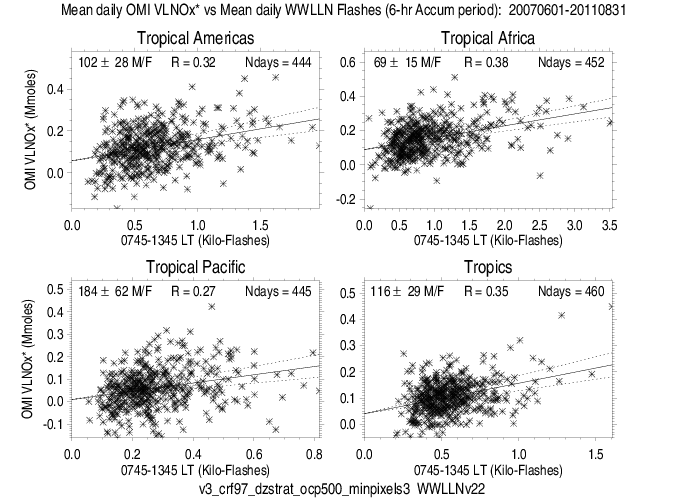 Mean daily OMI VLNOx* vs Mean daily WWLLN Flashes (6-hr Accum period): 20070601-20110831
Tropical Americas
102 ± 28 M/F R = 0.32 Ndays = 444
OMI VLNOx* (Mmoles)
0.4
0.2
0.0
0.0 0.5 1.0 1.5
0745-1345 LT (Kilo-Flashes)
Tropical Africa
69 ± 15 M/F R = 0.38 Ndays = 452
0.6
0.4
0.2
0.0
-0.2
0.0 0.5 1.0 1.5 2.0 2.5 3.0 3.5
0745-1345 LT (Kilo-Flashes)
Tropical Pacific
184 ± 62 M/F R = 0.27 Ndays = 445
OMI VLNOx* (Mmoles)
0.5
0.4
0.3
0.2
0.1
0.0
-0.1
0.0 0.2 0.4 0.6 0.8
0745-1345 LT (Kilo-Flashes)
Tropics
116 ± 29 M/F R = 0.35 Ndays = 460
0.5
0.4
0.3
0.2
0.1
0.0
0.0 0.5 1.0 1.5
0745-1345 LT (Kilo-Flashes)
v3_crf97_dzstrat_ocp500_minpixels3 WWLLNv22